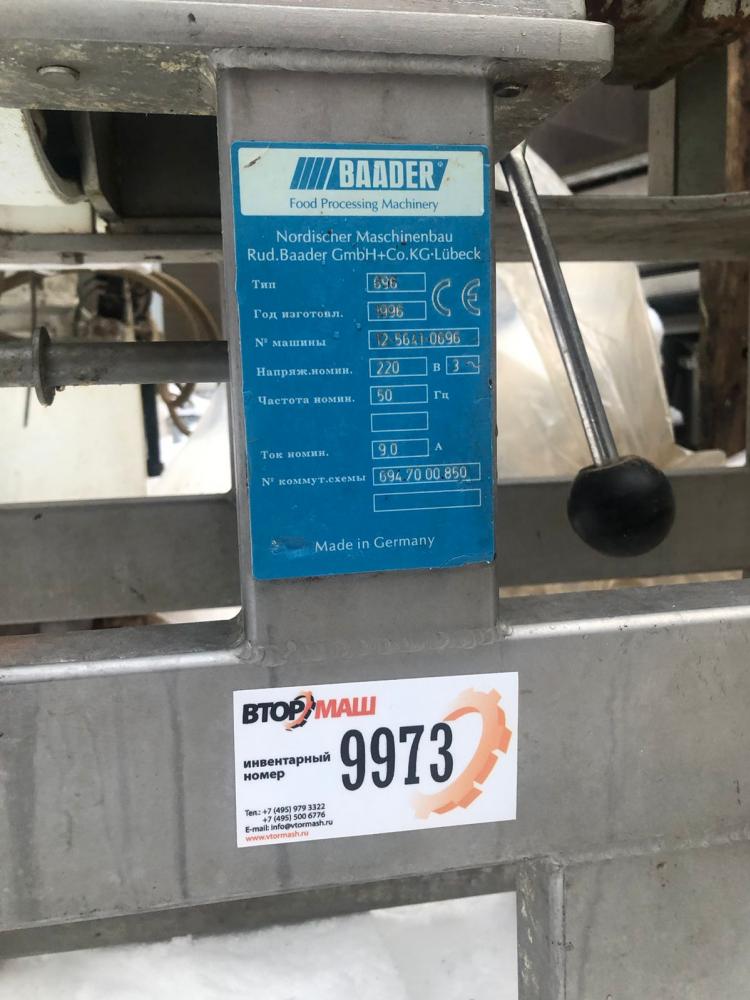 BAADER®
Food Processing Machinery
Nordischer Maschinenbau
Rud.Baader GmbH+Co.KG·Lübeck
Тип 696 CE
Год изготовл. 1996
№ машины 12-5641-0696
Напряж.номин. 220 В 3 ~
Частота номин. 50 Гц
Ток номин. 90 А
№ коммут.схемы 694 70 00 850
Made in Germany
ВТОРМАШ
инвентарный
номер 9973
Тел.: +7 (495) 979 3322
+7 (495) 500 6776
E-mail: info@vtormash.ru
www.vtormash.ru